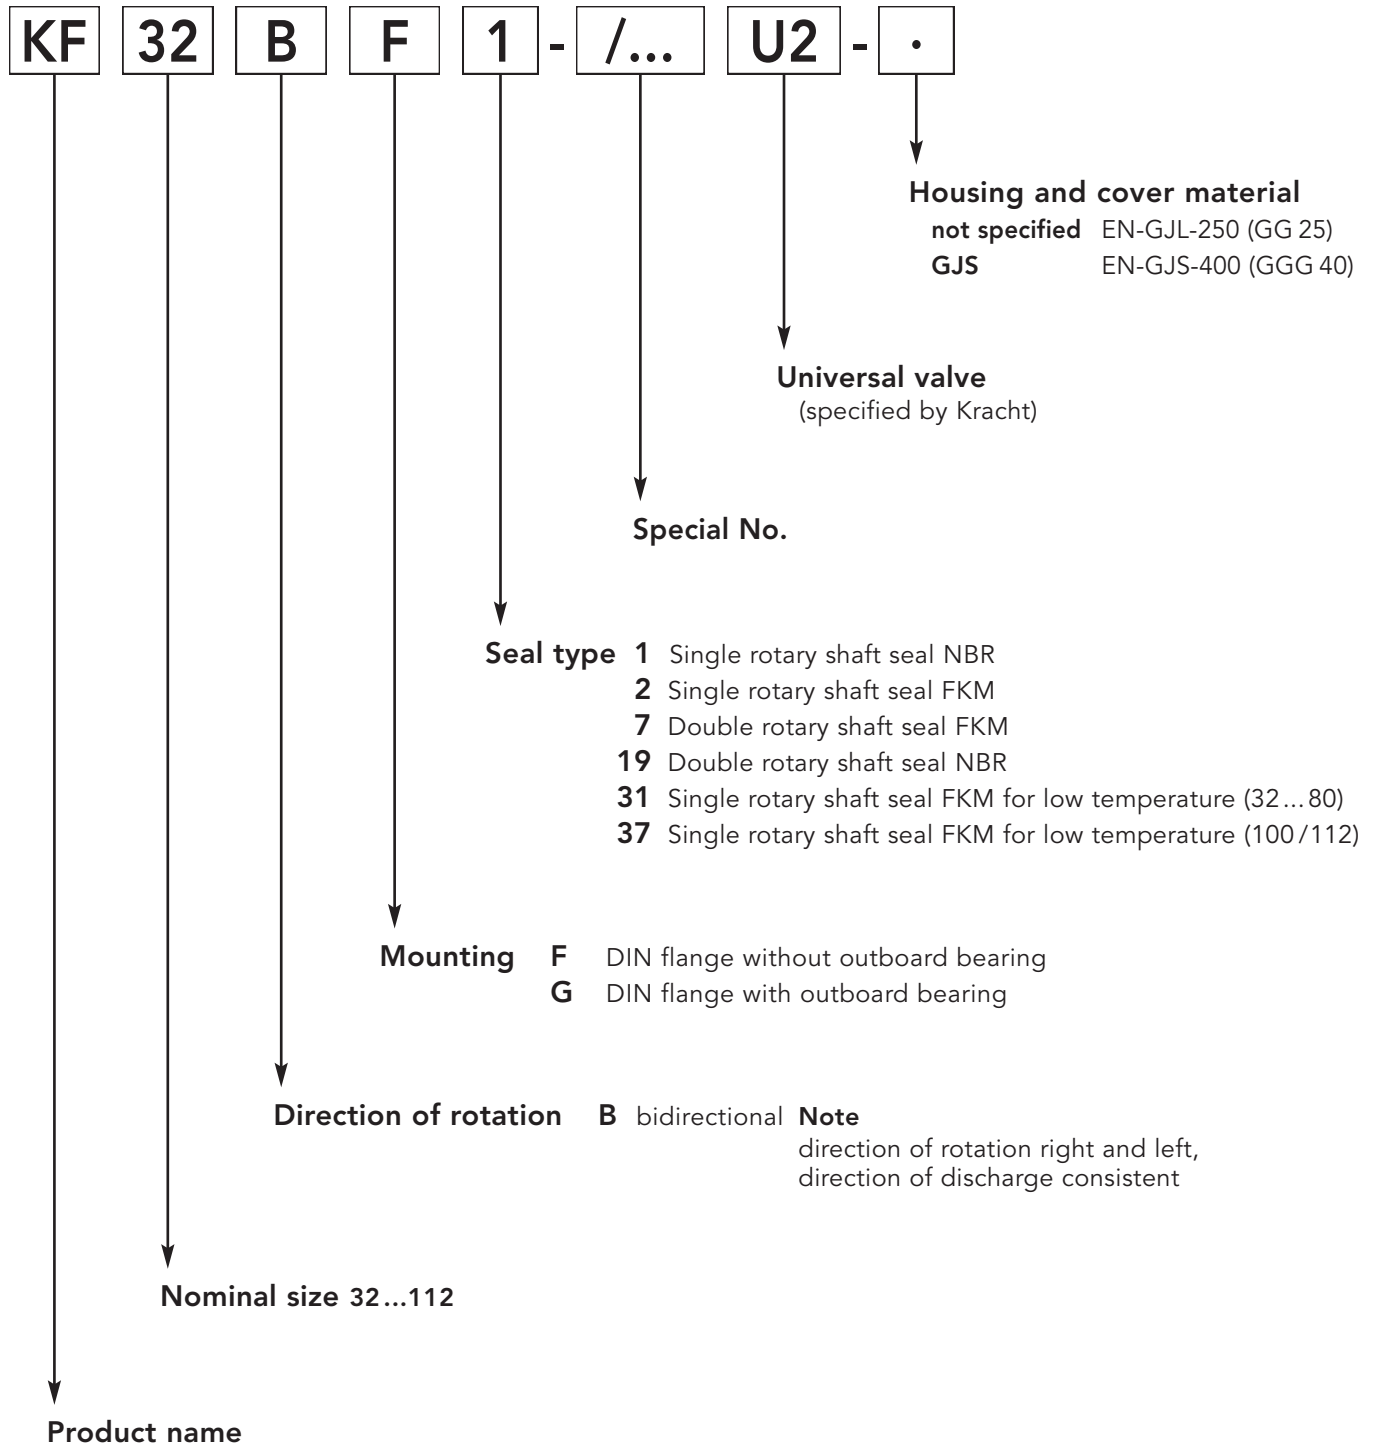 KF 32 B F 1 - /... U2 - ·
Housing and cover material
not specified EN-GJL-250 (GG 25)
GJS EN-GJS-400 (GGG 40)
Universal valve
(specified by Kracht)
Special No.
Seal type 1 Single rotary shaft seal NBR
2 Single rotary shaft seal FKM
7 Double rotary shaft seal FKM
19 Double rotary shaft seal NBR
31 Single rotary shaft seal FKM for low temperature (32...80)
37 Single rotary shaft seal FKM for low temperature (100/112)
Mounting F DIN flange without outboard bearing
G DIN flange with outboard bearing
Direction of rotation B bidirectional Note
direction of rotation right and left,
direction of discharge consistent
Nominal size 32...112
Product name